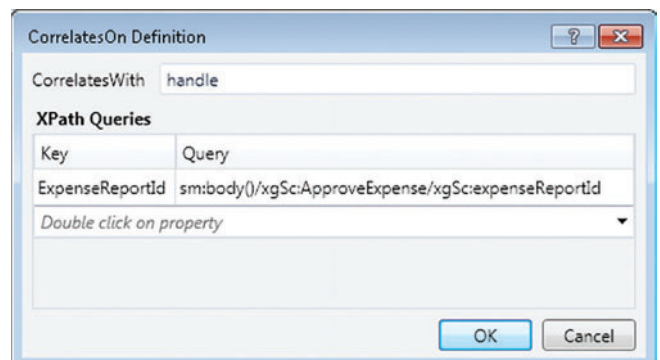 CorrelatesOn Definition
CorrelatesWith handle
XPath Queries
Key Query
ExpenseReportId sm:body()/xgSc:ApproveExpense/xgSc:expenseReportId
Double click on property
OK Cancel